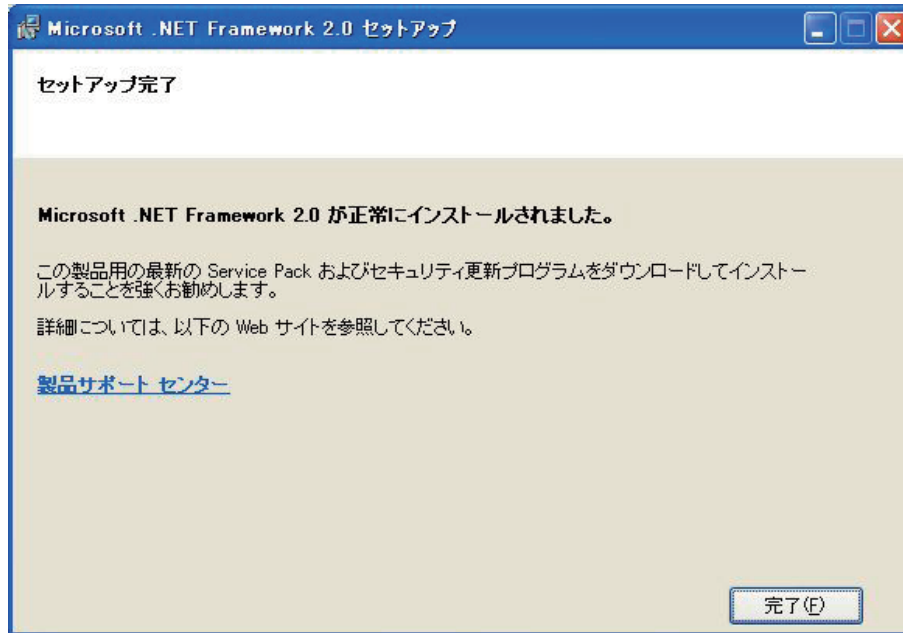 Microsoft .NET Framework 2.0 セットアップ
セットアップ完了
Microsoft .NET Framework 2.0 が正常にインストールされました。
この製品用の最新の Service Pack およびセキュリティ更新プログラムをダウンロードしてインストー
ルすることを強くお勧めします。
詳細については、以下の Web サイトを参照してください。
製品サポート センター
完了(F)